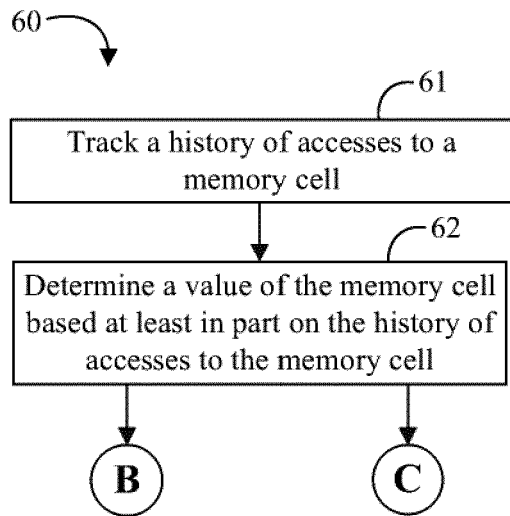 60
61
Track a history of accesses to a
memory cell
62
Determine a value of the memory cell
based at least in part on the history of
accesses to the memory cell
B
C